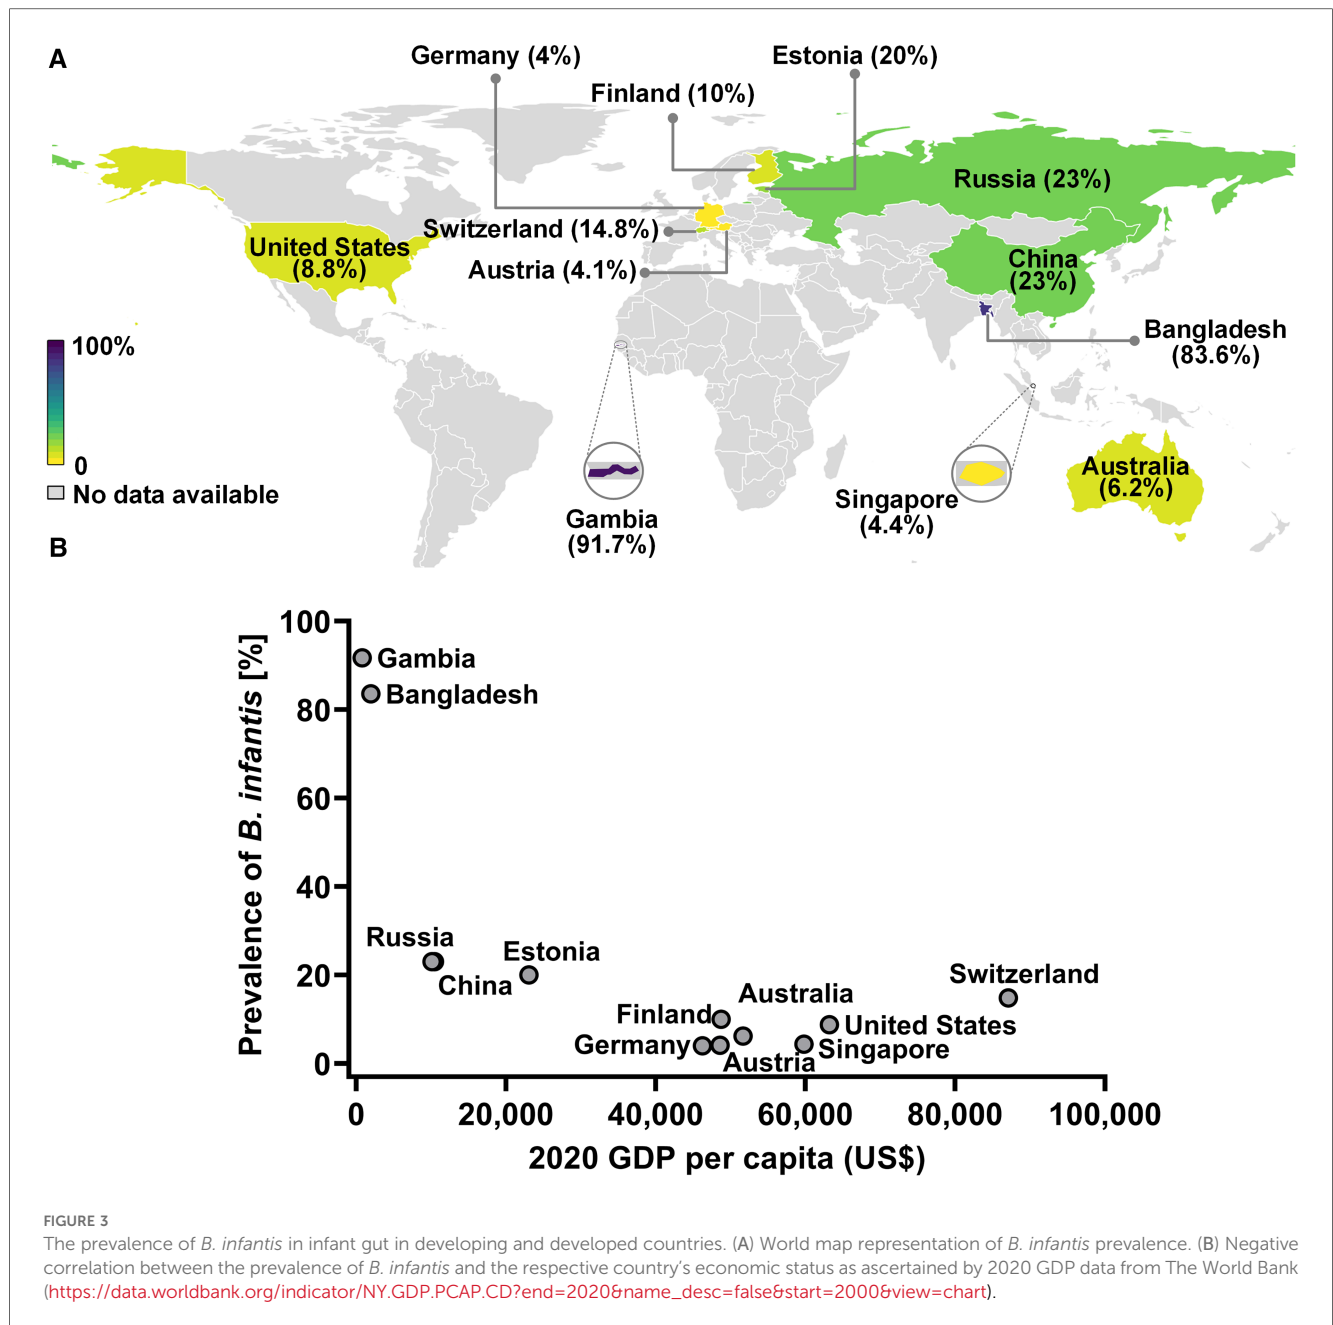 A
Germany (4%)
Estonia (20%)
Finland (10%)
Russia (23%)
Switzerland (14.8%)
United States
(8.8%)
Austria (4.1%)
China
(23%)
Bangladesh
(83.6%)
100%
0
No data available
Australia
(6.2%)
Singapore
(4.4%)
Gambia
(91.7%)
B
Prevalence of B. infantis [%]
100
80
60
40
20
0
Gambia
Bangladesh
Russia
China
Estonia
Finland
Germany
Australia
Austria
United States
Singapore
Switzerland
0
20,000
40,000
60,000
80,000
100,000
2020 GDP per capita (US$)
FIGURE 3
The prevalence of B. infantis in infant gut in developing and developed countries. (A) World map representation of B. infantis prevalence. (B) Negative
correlation between the prevalence of B. infantis and the respective country’s economic status as ascertained by 2020 GDP data from The World Bank
(https://data.worldbank.org/indicator/NY.GDP.PCAP.CD?end=2020&name_desc=false&start=2000&view=chart).